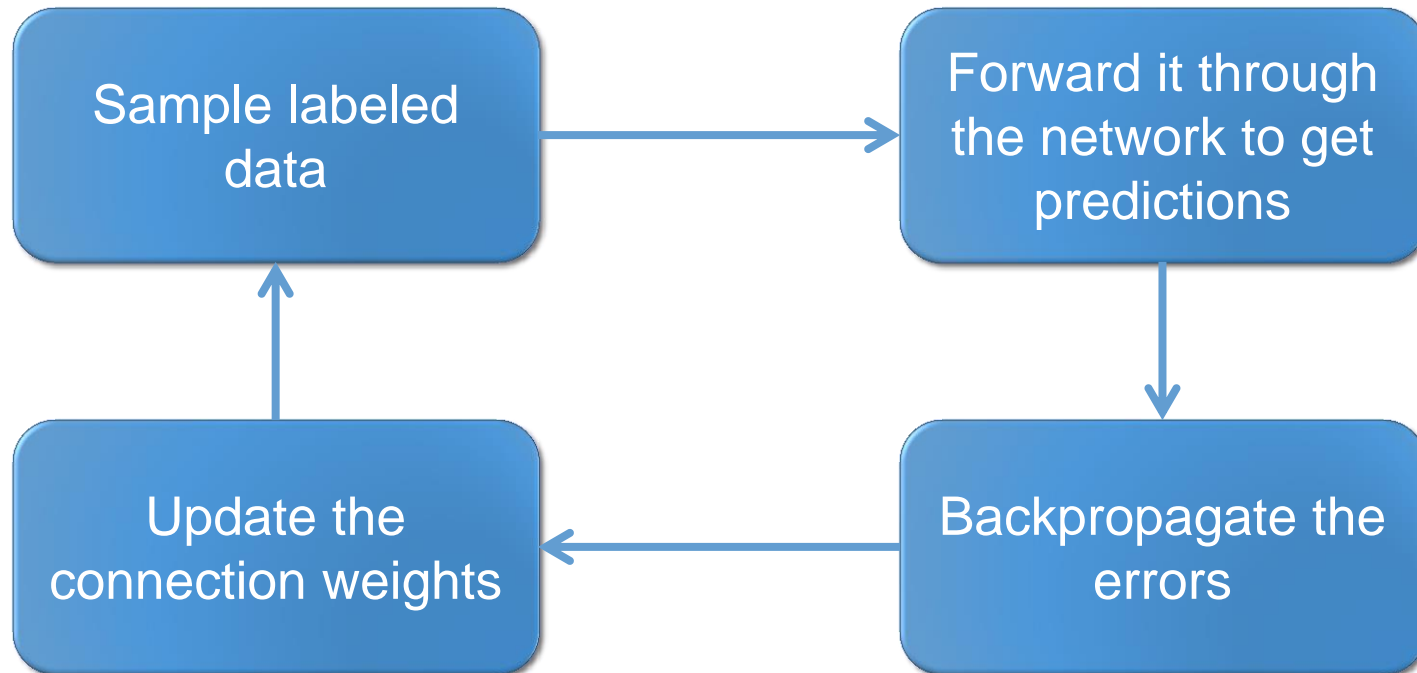 Sample labeled
data
Forward it through
the network to get
predictions
Backpropagate the
errors
Update the
connection weights